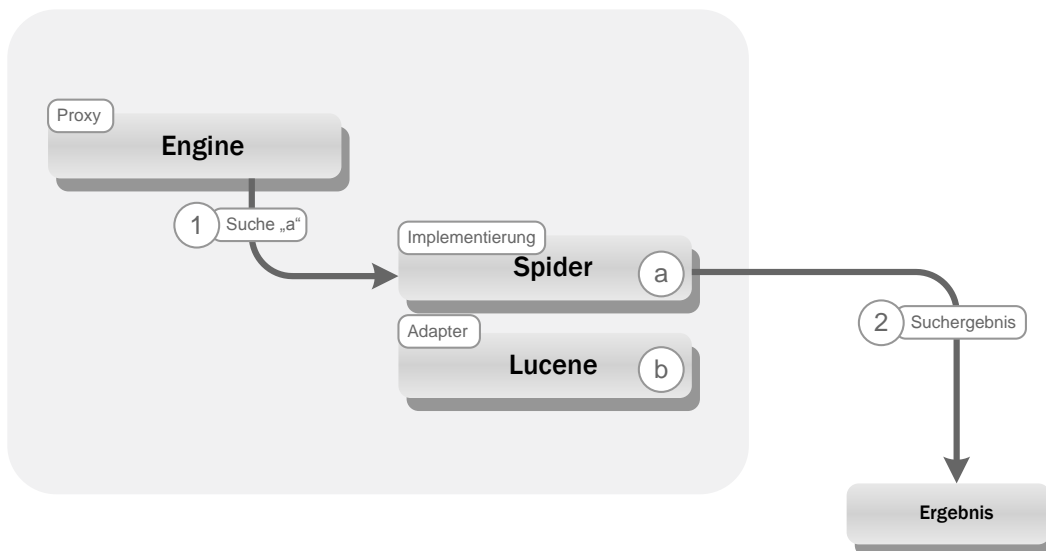 Proxy
Engine
1 Suche „a“
Implementierung
Spider
a
Adapter
Lucene
b
2 Suchergebnis
Ergebnis